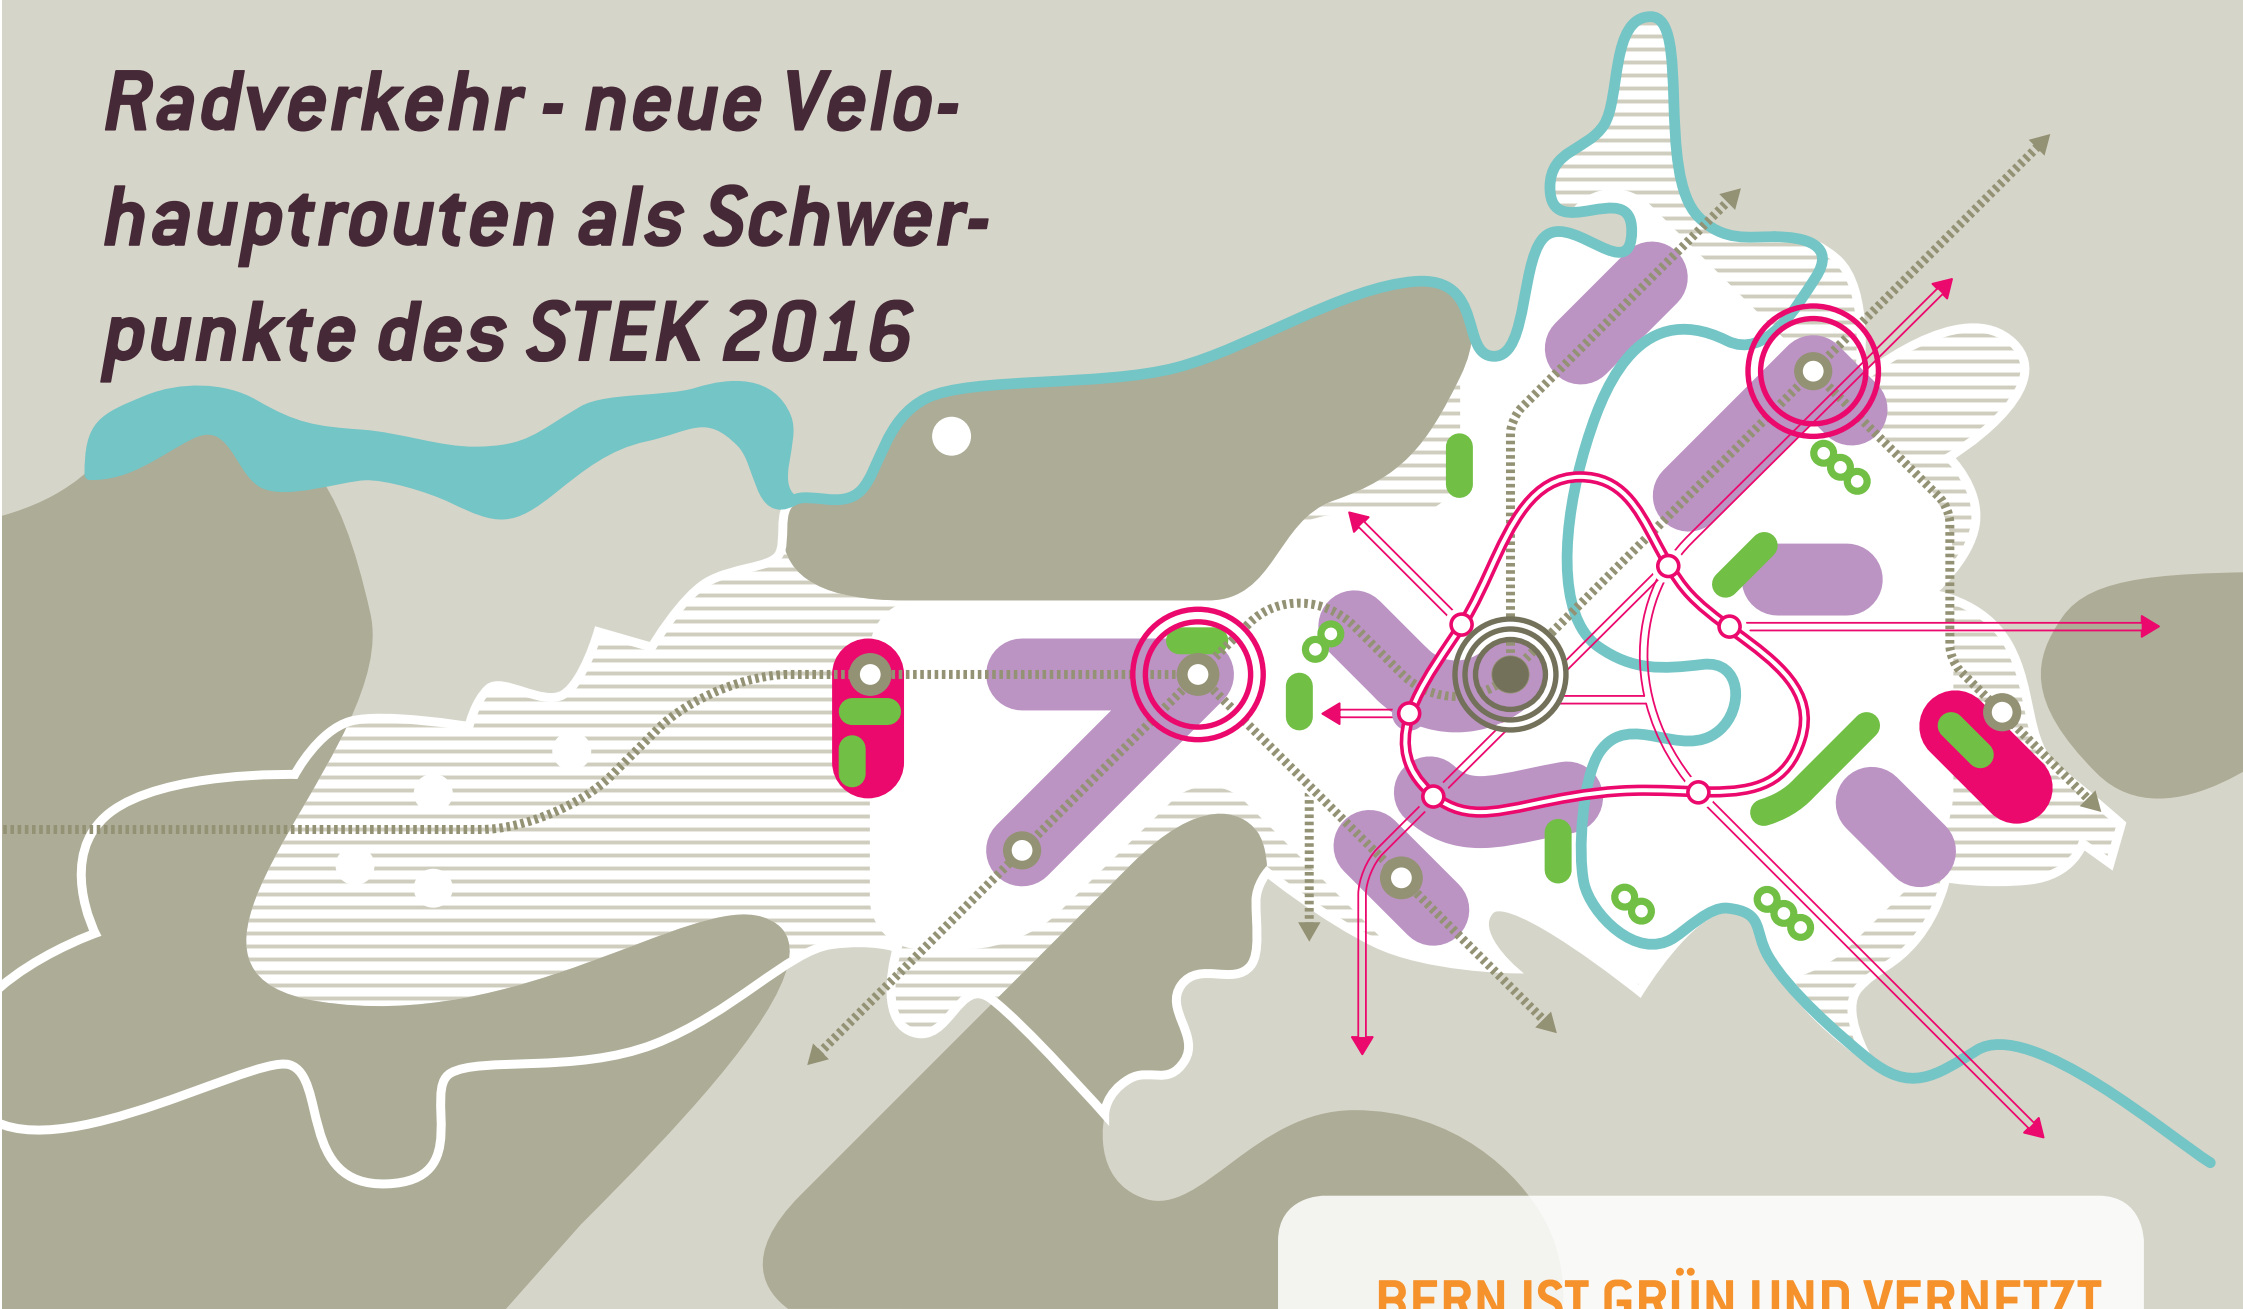 Radverkehr - neue Velo-
hauptrouten als Schwer-
punkte des STEK 2016
BERN IST GRÜN UND VERNETZT